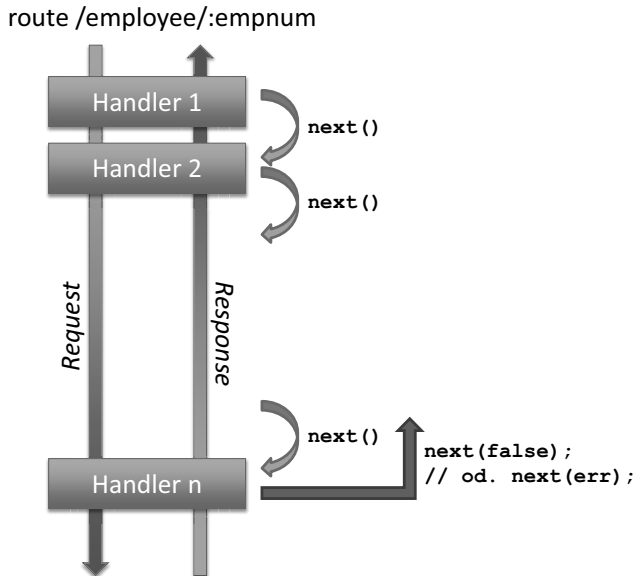 route /employee/:empnum
Handler 1
next()
Handler 2
next()
Request
Response
next()
next(false);
// od. next(err);
Handler n